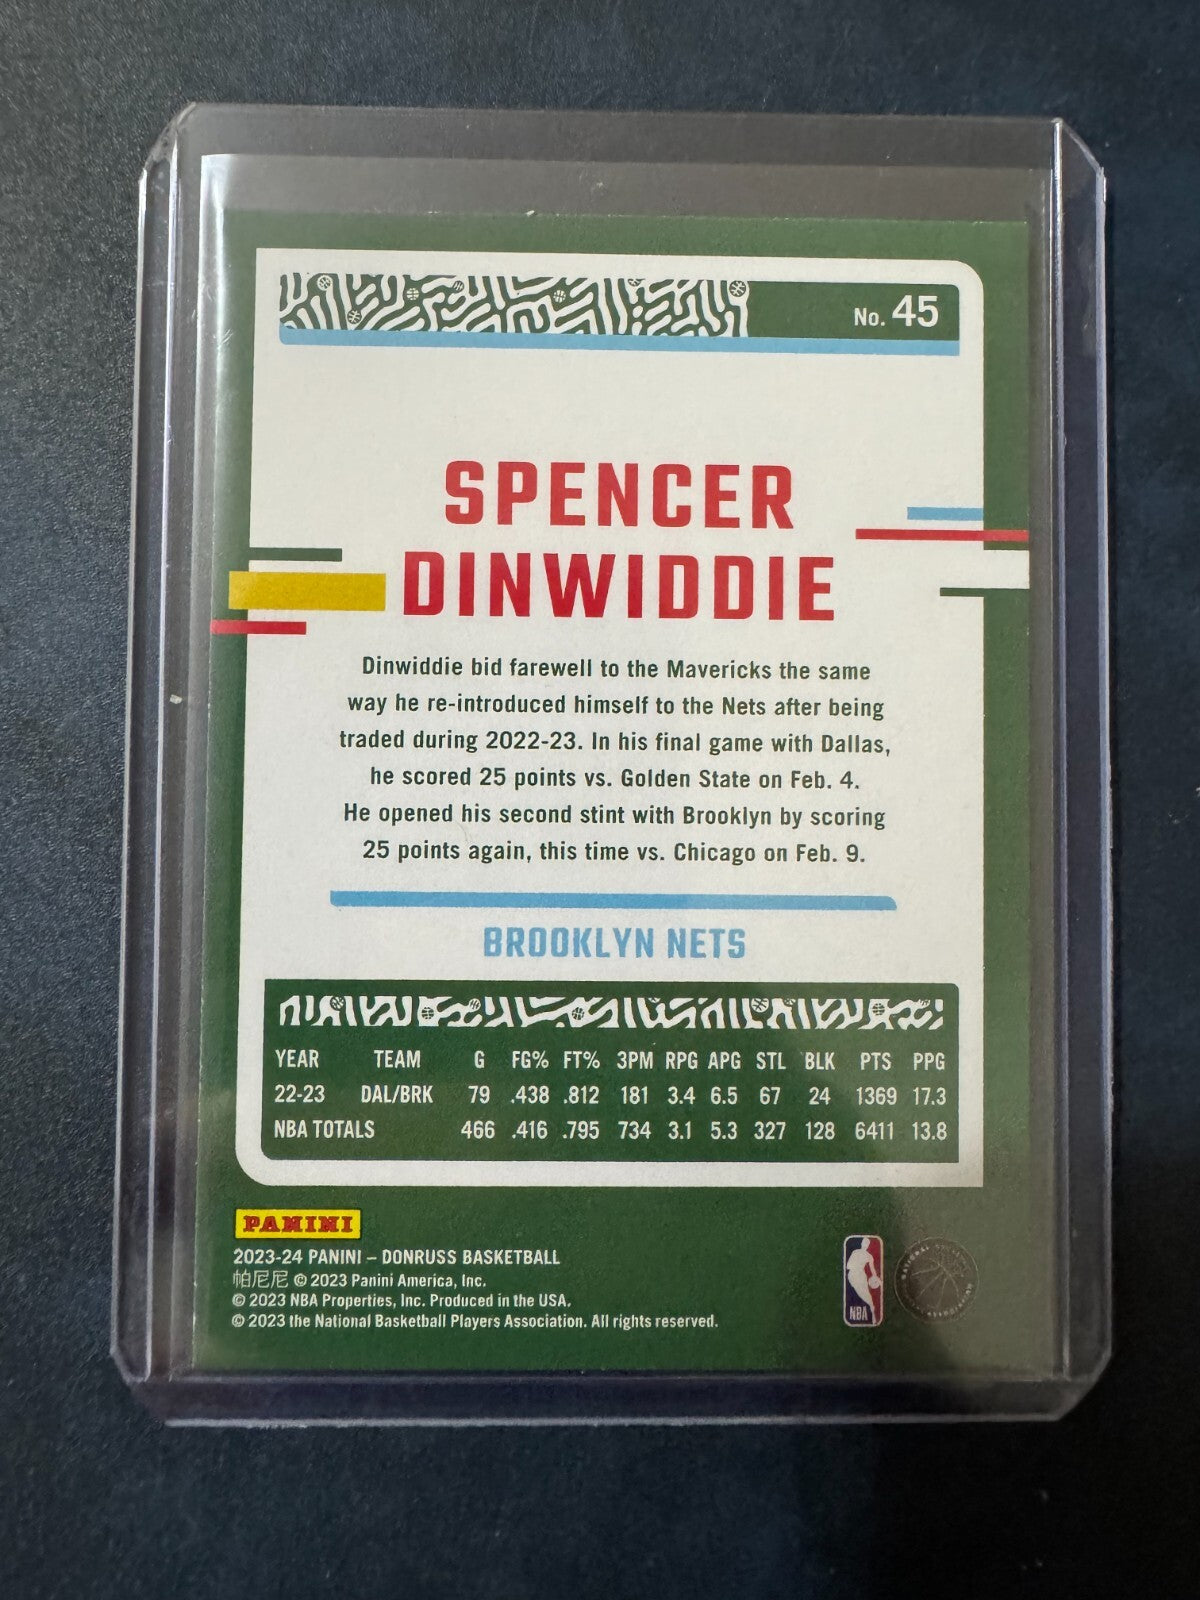 No. 45
SPENCER
DINWIDDIE
Dinwiddie bid farewell to the Mavericks the same
way he re-introduced himself to the Nets after being
traded during 2022-23. In his final game with Dallas,
he scored 25 points vs. Golden State on Feb. 4.
He opened his second stint with Brooklyn by scoring
25 points again, this time vs. Chicago on Feb. 9.
BROOKLYN NETS
YEAR TEAM G FG% FT% 3PM RPG APG STL BLK PTS PPG
22-23 DAL/BRK 79 .438 .812 181 3.4 6.5 67 24 1369 17.3
NBA TOTALS 466 .416 .795 734 3.1 5.3 327 128 6411 13.8
PANINI
2023-24 PANINI – DONRUSS BASKETBALL
帕尼尼 © 2023 Panini America, Inc.
© 2023 NBA Properties, Inc. Produced in the USA.
© 2023 the National Basketball Players Association. All rights reserved.
NBA